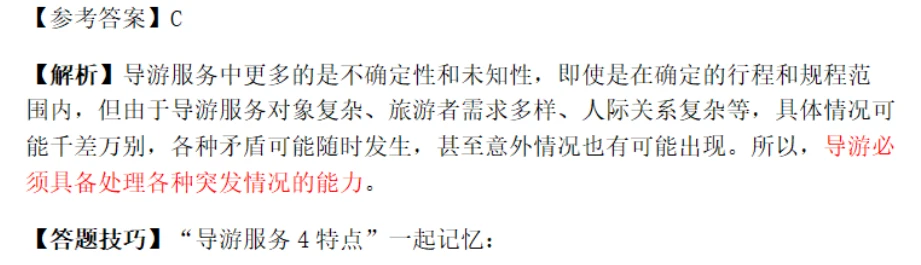 【参考答案】C
【解析】导游服务中更多的是不确定性和未知性，即使是在确定的行程和规程范
围内，但由于导游服务对象复杂、旅游者需求多样、人际关系复杂等，具体情况可
能千差万别，各种矛盾可能随时发生，甚至意外情况也有可能出现。所以，导游必
须具备处理各种突发情况的能力。
【答题技巧】“导游服务 4 特点”一起记忆：